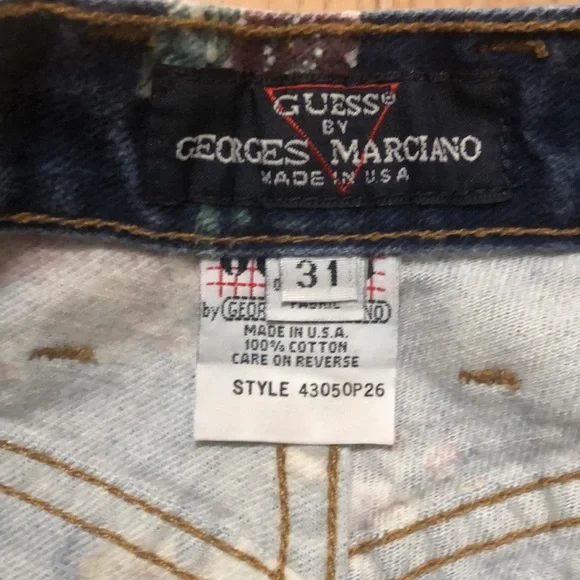 GUESS®
BY
GEORGES MARCIANO
MADE IN U.S.A
31
FABRIC
by GEOR NO
MADE IN U.S.A.
100% COTTON
CARE ON REVERSE
STYLE 43050P26